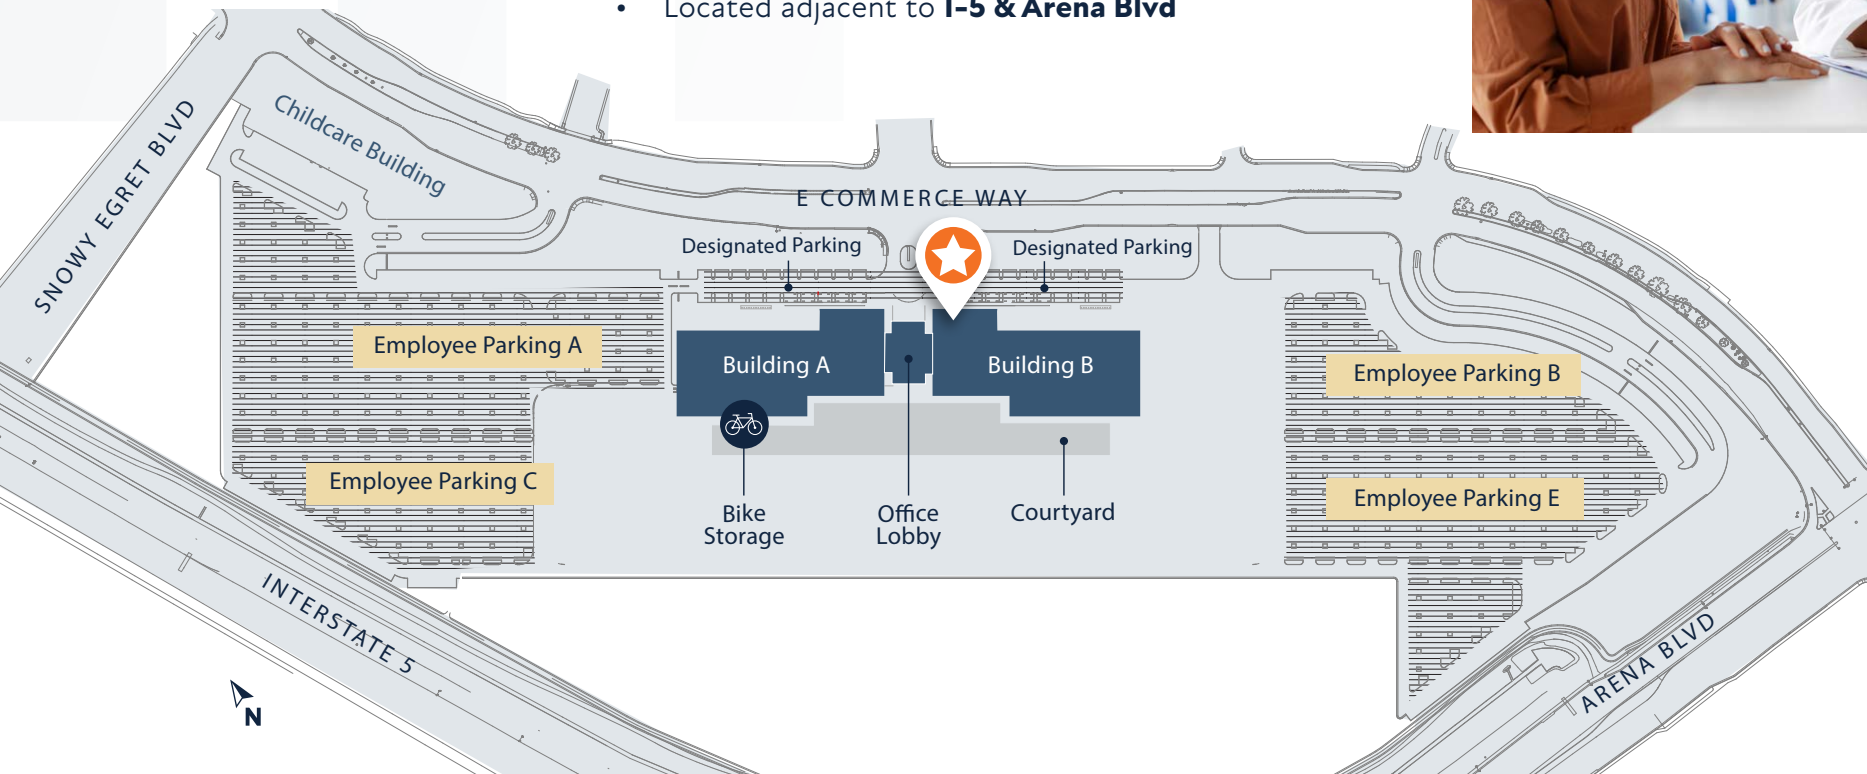 • Located adjacent to I-5 & Arena Blvd
SNOWY EGRET BLVD
Childcare Building
E COMMERCE WAY
Designated Parking
Designated Parking
Employee Parking A
Building A
Building B
Employee Parking B
Employee Parking C
Employee Parking E
Bike
Storage
Office
Lobby
Courtyard
INTERSTATE 5
ARENA BLVD
N